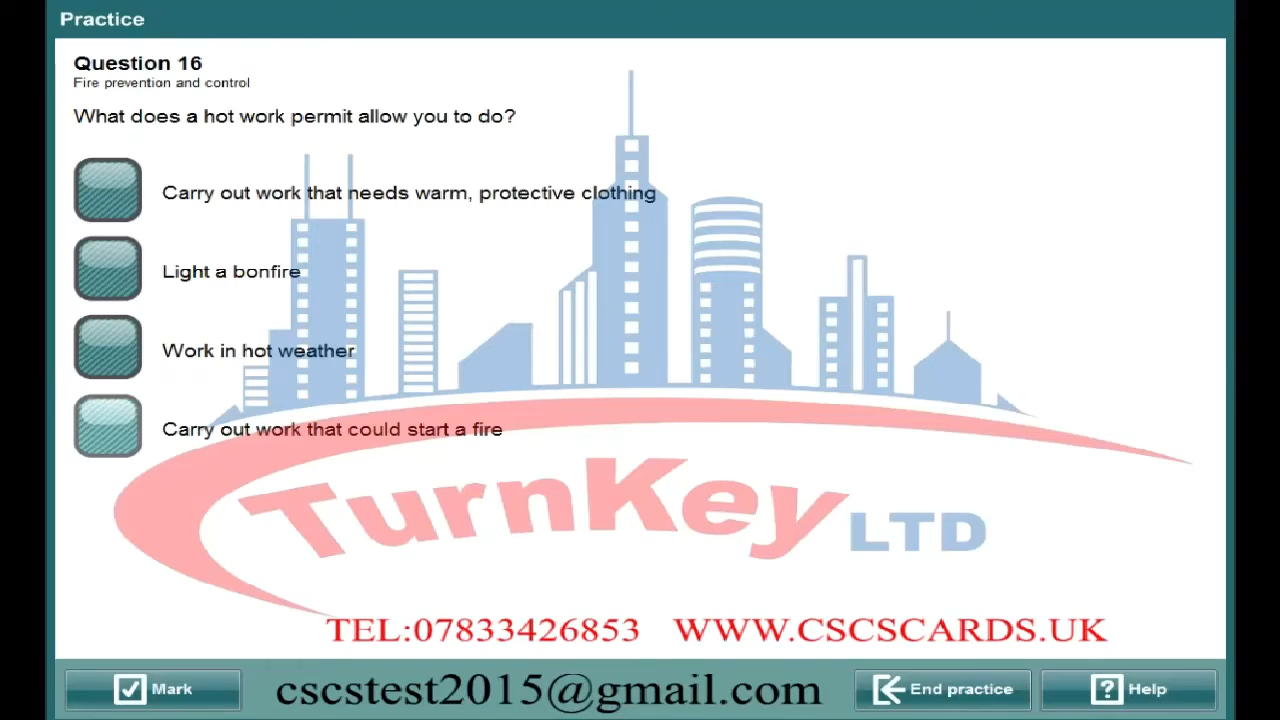 Practice
Question 16
Fire prevention and control
What does a hot work permit allow you to do?
Carry out work that needs warm, protective clothing
Light a bonfire
Work in hot weather
Carry out work that could start a fire
TurnKey LTD
TEL:07833426853 WWW.CSCSCARDS.UK
Mark cscstest2015@gmail.com End practice Help